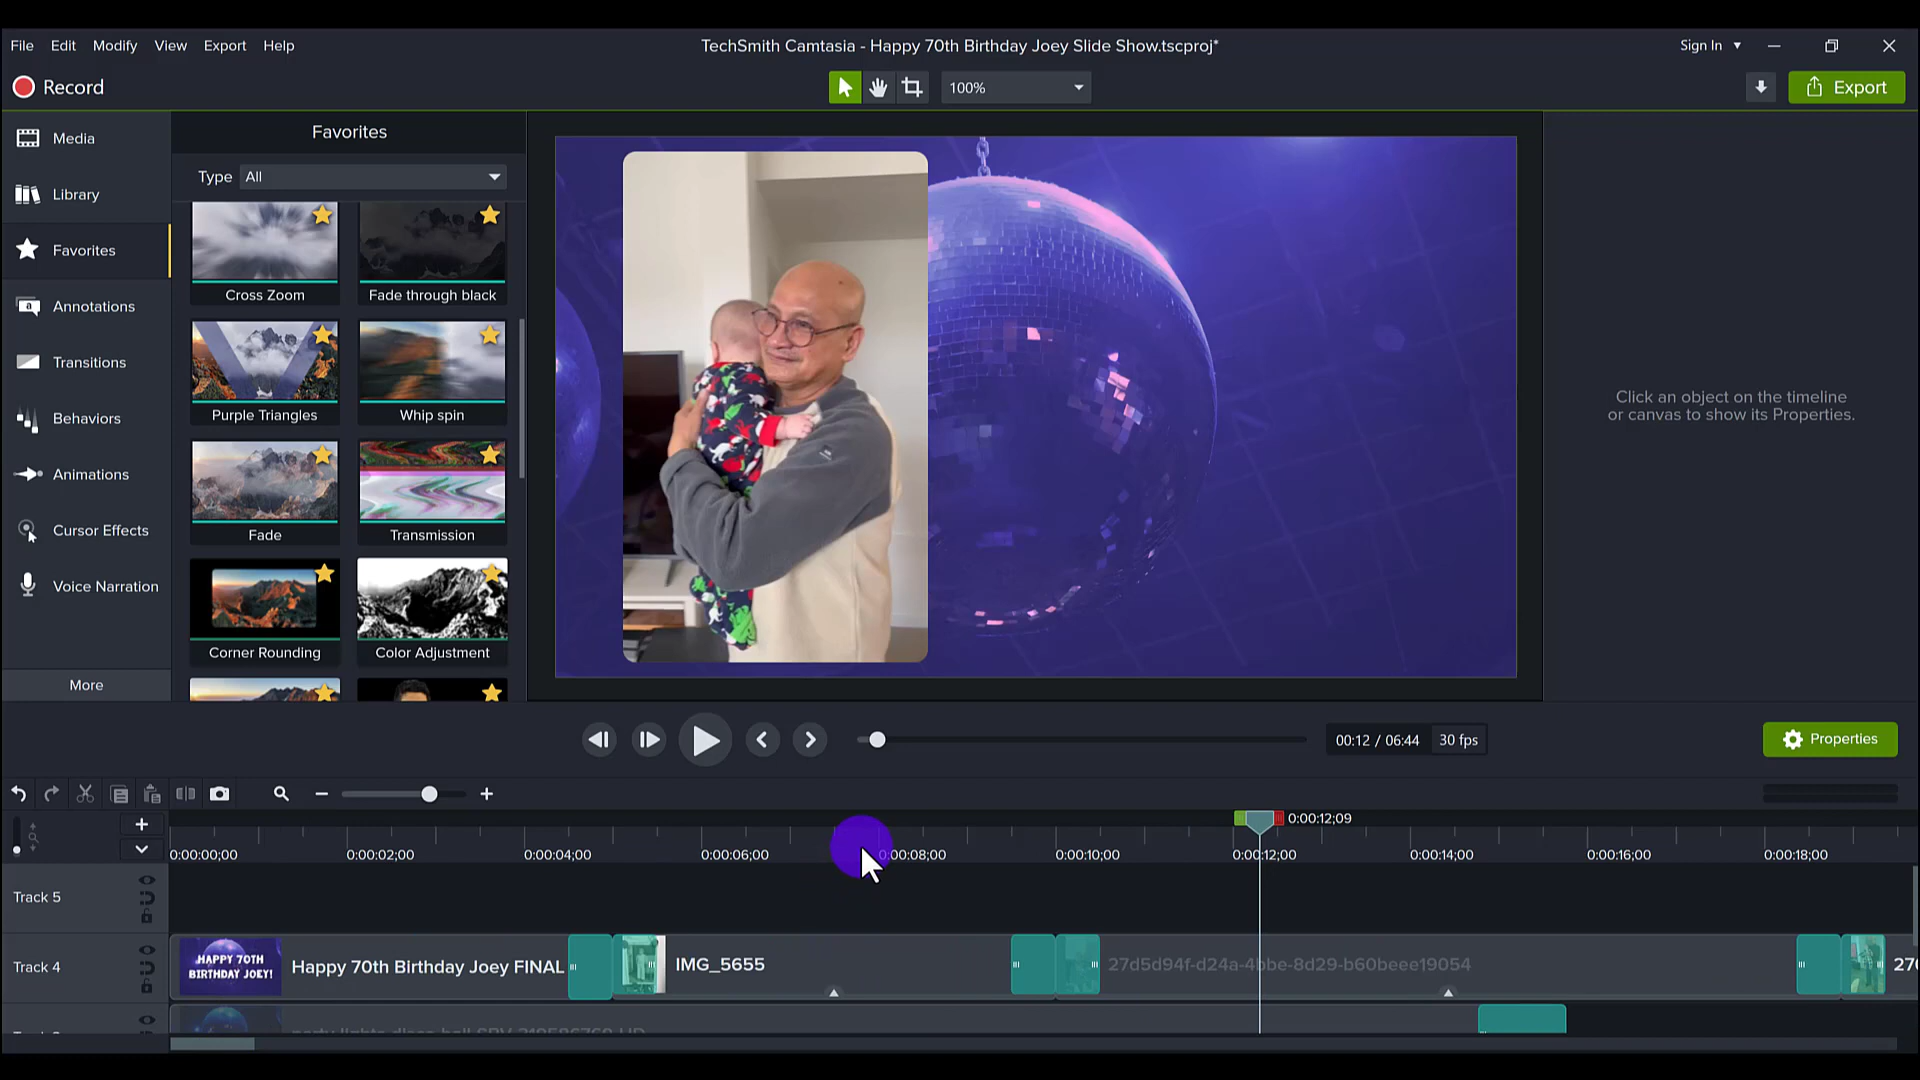 File Edit Modify View Export Help
TechSmith Camtasia - Happy 70th Birthday Joey Slide Show.tscproj*
Sign In
Record
100%
Export
Media
Library
Favorites
Annotations
Transitions
Behaviors
Animations
Cursor Effects
Voice Narration
More
Favorites
Type All
Cross Zoom
Fade through black
Purple Triangles
Whip spin
Fade
Transmission
Corner Rounding
Color Adjustment
Click an object on the timeline
or canvas to show its Properties.
00:12 / 06:44 30 fps
Properties
0:00:12;09
0:00:00;00 0:00:02;00 0:00:04;00 0:00:06;00 0:00:08;00 0:00:10;00 0:00:12;00 0:00:14;00 0:00:16;00 0:00:18;00
Track 5
Track 4
HAPPY 70TH
BIRTHDAY JOEY!
Happy 70th Birthday Joey FINAL
IMG_5655
27d5d94f-d24a-4bbe-8d29-b60beee19054